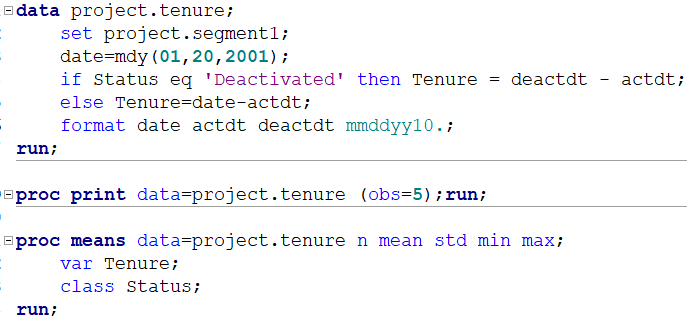 data project.tenure;
set project.segment1;
date=mdy(01,20,2001);
if Status eq 'Deactivated' then Tenure = deactdt - actdt;
else Tenure=date-actdt;
format date actdt deactdt mmddyy10.;
run;
proc print data=project.tenure (obs=5);run;
proc means data=project.tenure n mean std min max;
var Tenure;
class Status;
run;